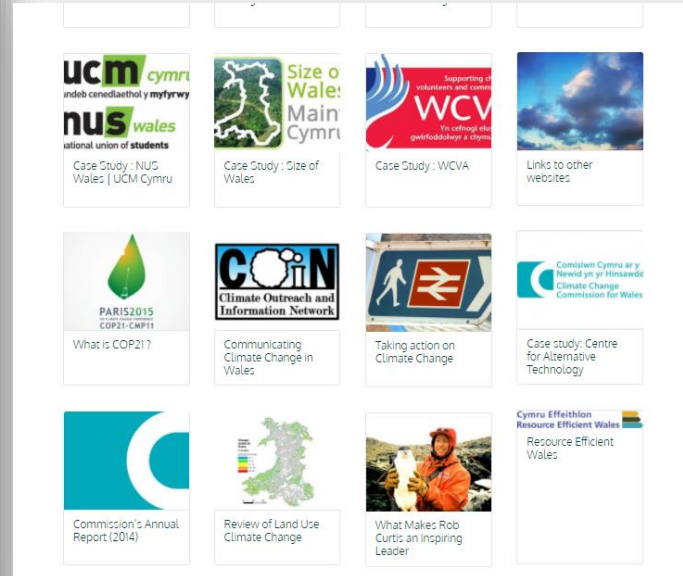 ucm cymru
undeb cenedlaethol y myfyrwy
nus wales
national union of students
Case Study : NUS
Wales | UCM Cymru
Size o
Wales
Main
Cymru
Case Study : Size of
Wales
Supporting ch
volunteers and comm
WCV
Yn cefnogi elus
gwirfoddolwyr a chymu
Case Study : WCVA
Links to other
websites
PARIS2015
COP21·CMP11
What is COP21?
COIN
Climate Outreach and
Information Network
Communicating
Climate Change in
Wales
Taking action on
Climate Change
Comisiwn Cymru ar y
Newid yn yr Hinsawdd
Climate Change
Commission for Wales
Case study: Centre
for Alternative
Technology
Commission's Annual
Report (2014)
Review of Land Use
Climate Change
What Makes Rob
Curtis an Inspiring
Leader
Cymru Effeithlon
Resource Efficient Wales
Resource Efficient
Wales